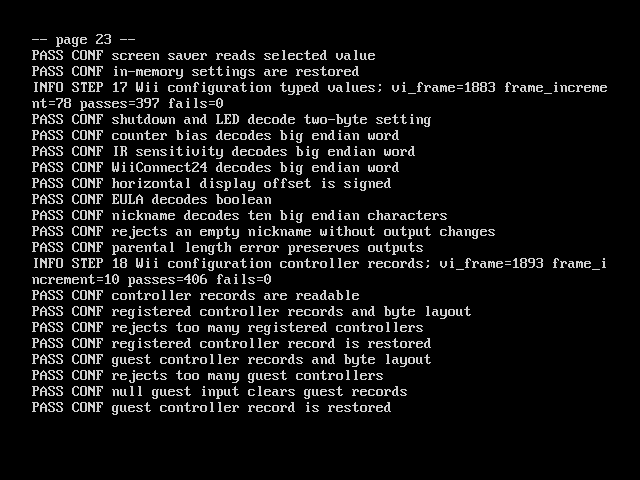 -- page 23 --
PASS CONF screen saver reads selected value
PASS CONF in-memory settings are restored
INFO STEP 17 Wii configuration typed values; vi_frame=1883 frame_increme
nt=78 passes=397 fails=0
PASS CONF shutdown and LED decode two-byte setting
PASS CONF counter bias decodes big endian word
PASS CONF IR sensitivity decodes big endian word
PASS CONF WiiConnect24 decodes big endian word
PASS CONF horizontal display offset is signed
PASS CONF EULA decodes boolean
PASS CONF nickname decodes ten big endian characters
PASS CONF rejects an empty nickname without output changes
PASS CONF parental length error preserves outputs
INFO STEP 18 Wii configuration controller records; vi_frame=1893 frame_i
ncrement=10 passes=406 fails=0
PASS CONF controller records are readable
PASS CONF registered controller records and byte layout
PASS CONF rejects too many registered controllers
PASS CONF registered controller record is restored
PASS CONF guest controller records and byte layout
PASS CONF rejects too many guest controllers
PASS CONF null guest input clears guest records
PASS CONF guest controller record is restored